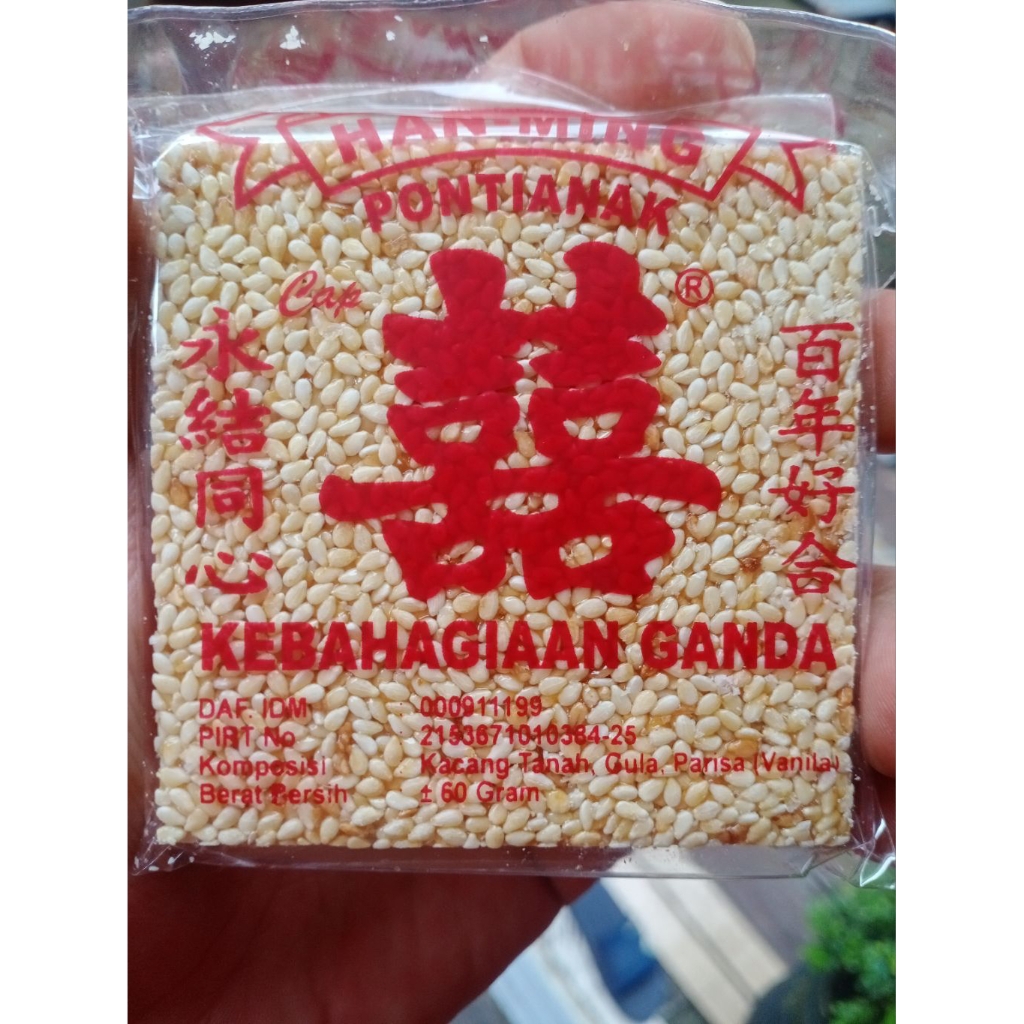 HAN-MING
PONTIANAK
Cap
®
囍
永結同心
百年好合
KEBAHAGIAAN GANDA
DAF. IDM : 000911199
PIRT No : 2153671010384-25
Komposisi : Kacang Tanah, Gula, Parisa (Vanila)
Berat Bersih : ± 60 Gram